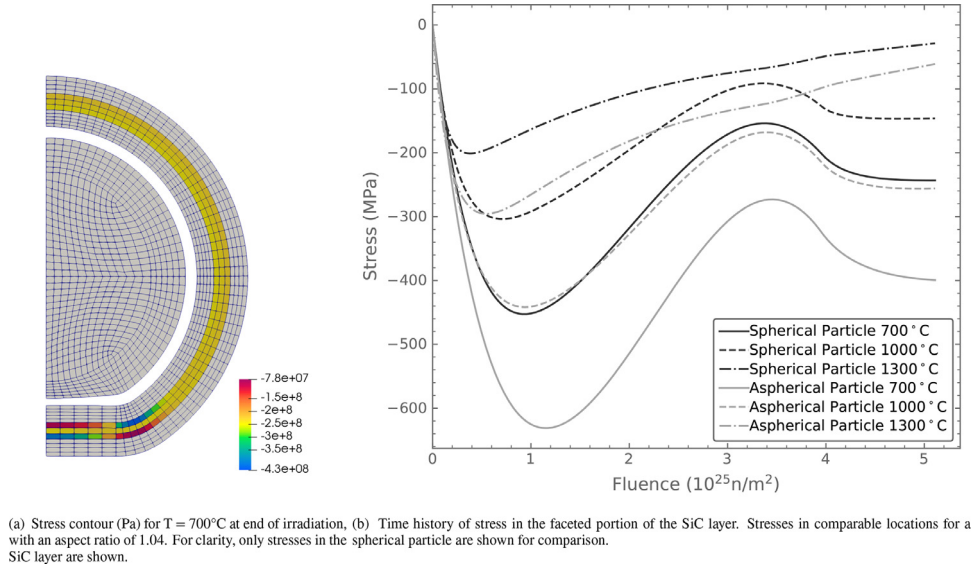 -7.8e+07
-1.5e+8
-2e+8
-2.5e+8
-3e+8
-3.5e+8
-4.3e+08
0
−100
−200
−300
−400
−500
−600
Stress (MPa)
0 1 2 3 4 5
Fluence (10²⁵n/m²)
Spherical Particle 700°C
Spherical Particle 1000°C
Spherical Particle 1300°C
Aspherical Particle 700°C
Aspherical Particle 1000°C
Aspherical Particle 1300°C
(a) Stress contour (Pa) for T = 700°C at end of irradiation,
with an aspect ratio of 1.04. For clarity, only stresses in the
SiC layer are shown.
(b) Time history of stress in the faceted portion of the SiC layer. Stresses in comparable locations for a
spherical particle are shown for comparison.